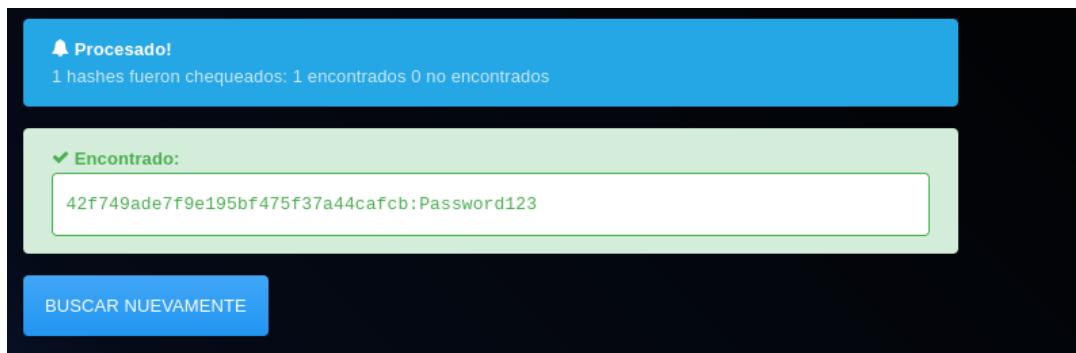 Procesado!
1 hashes fueron chequeados: 1 encontrados 0 no encontrados
Encontrado:
42f749ade7f9e195bf475f37a44cafcb:Password123
BUSCAR NUEVAMENTE